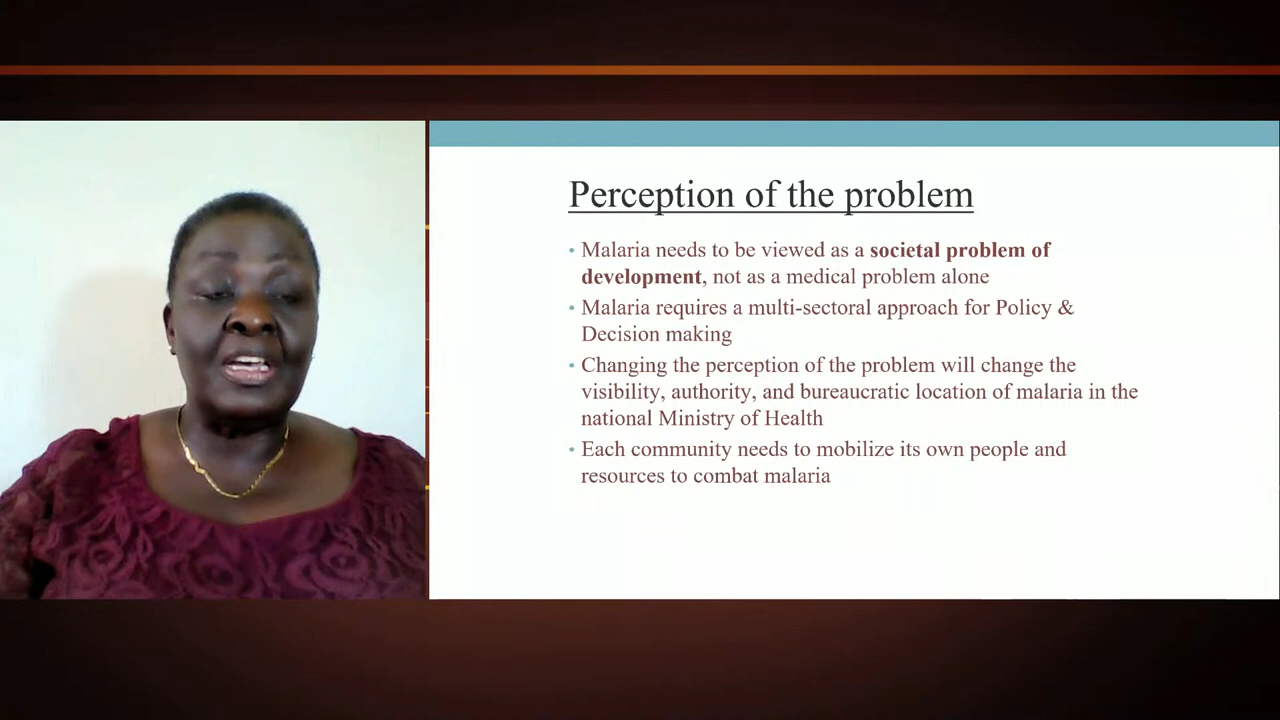 Perception of the problem
• Malaria needs to be viewed as a societal problem of
development, not as a medical problem alone
• Malaria requires a multi-sectoral approach for Policy &
Decision making
• Changing the perception of the problem will change the
visibility, authority, and bureaucratic location of malaria in the
national Ministry of Health
• Each community needs to mobilize its own people and
resources to combat malaria